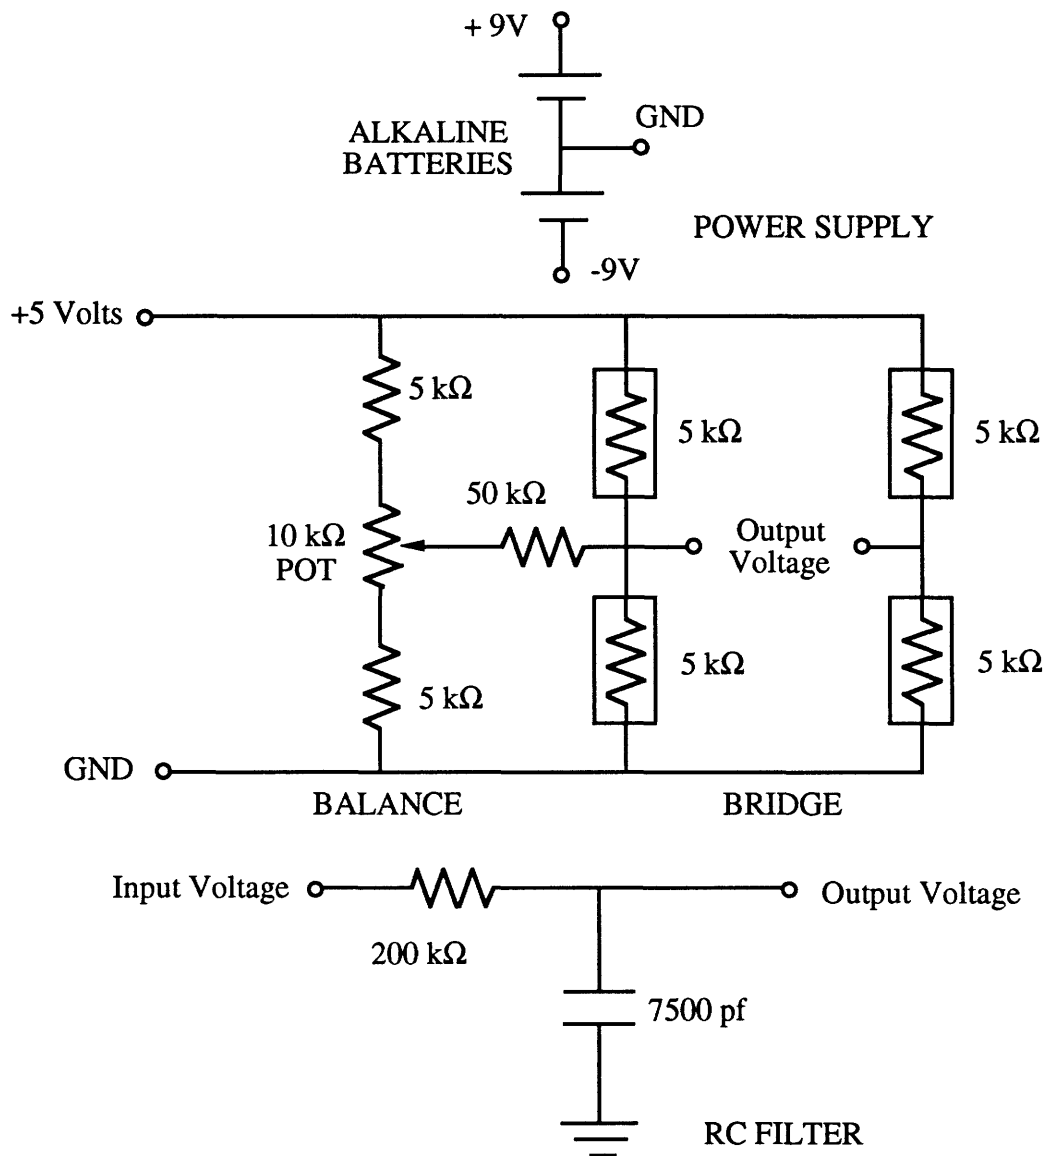 + 9V
GND
ALKALINE
BATTERIES
POWER SUPPLY
-9V
+5 Volts
5 kΩ
5 kΩ
5 kΩ
50 kΩ
10 kΩ
POT
Output
Voltage
5 kΩ
5 kΩ
5 kΩ
GND
BALANCE
BRIDGE
Input Voltage
Output Voltage
200 kΩ
7500 pf
RC FILTER